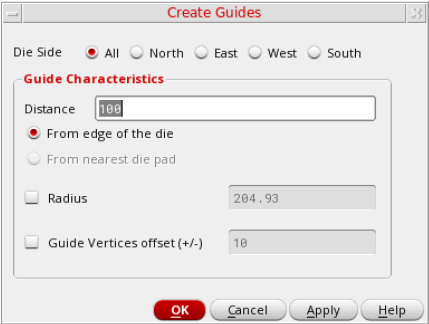 Create Guides
Die Side All North East West South
Guide Characteristics
Distance 100
From edge of the die
From nearest die pad
Radius 204.93
Guide Vertices offset (+/-) 10
OK Cancel Apply Help